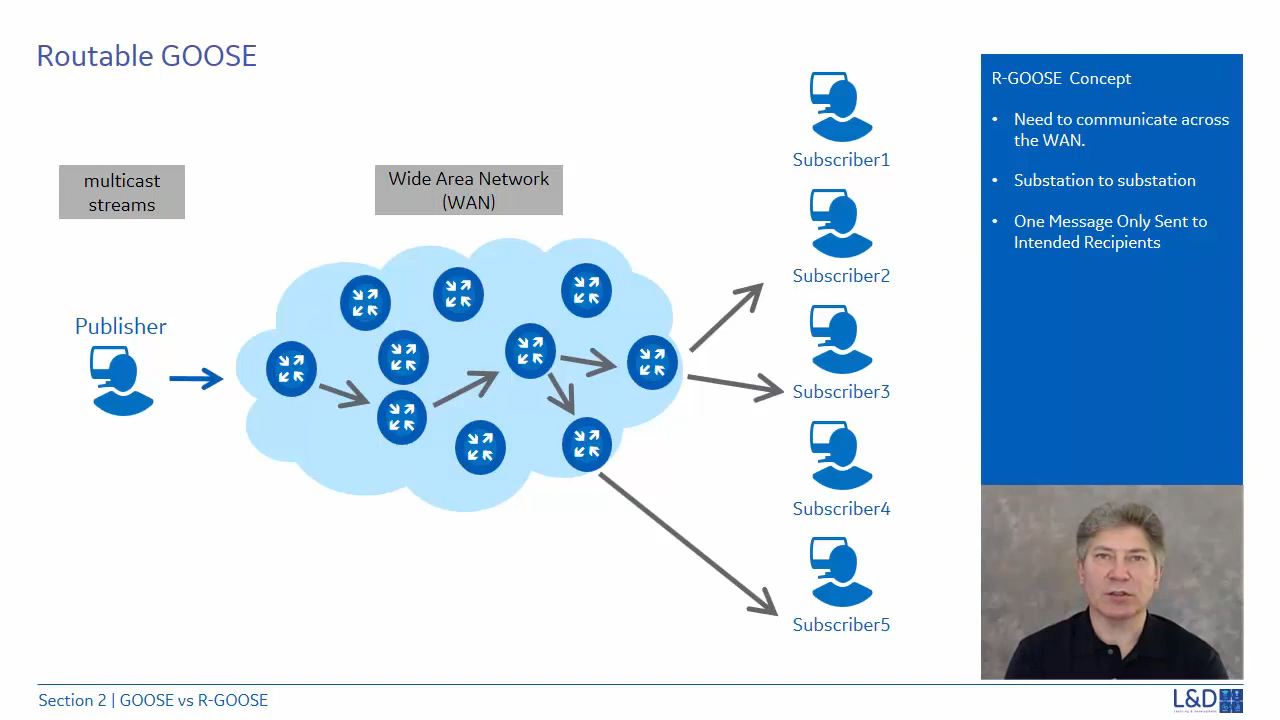 Routable GOOSE
multicast
streams
Wide Area Network
(WAN)
Publisher
Subscriber1
Subscriber2
Subscriber3
Subscriber4
Subscriber5
R-GOOSE Concept
• Need to communicate across
the WAN.
• Substation to substation
• One Message Only Sent to
Intended Recipients
Section 2 | GOOSE vs R-GOOSE
L&D